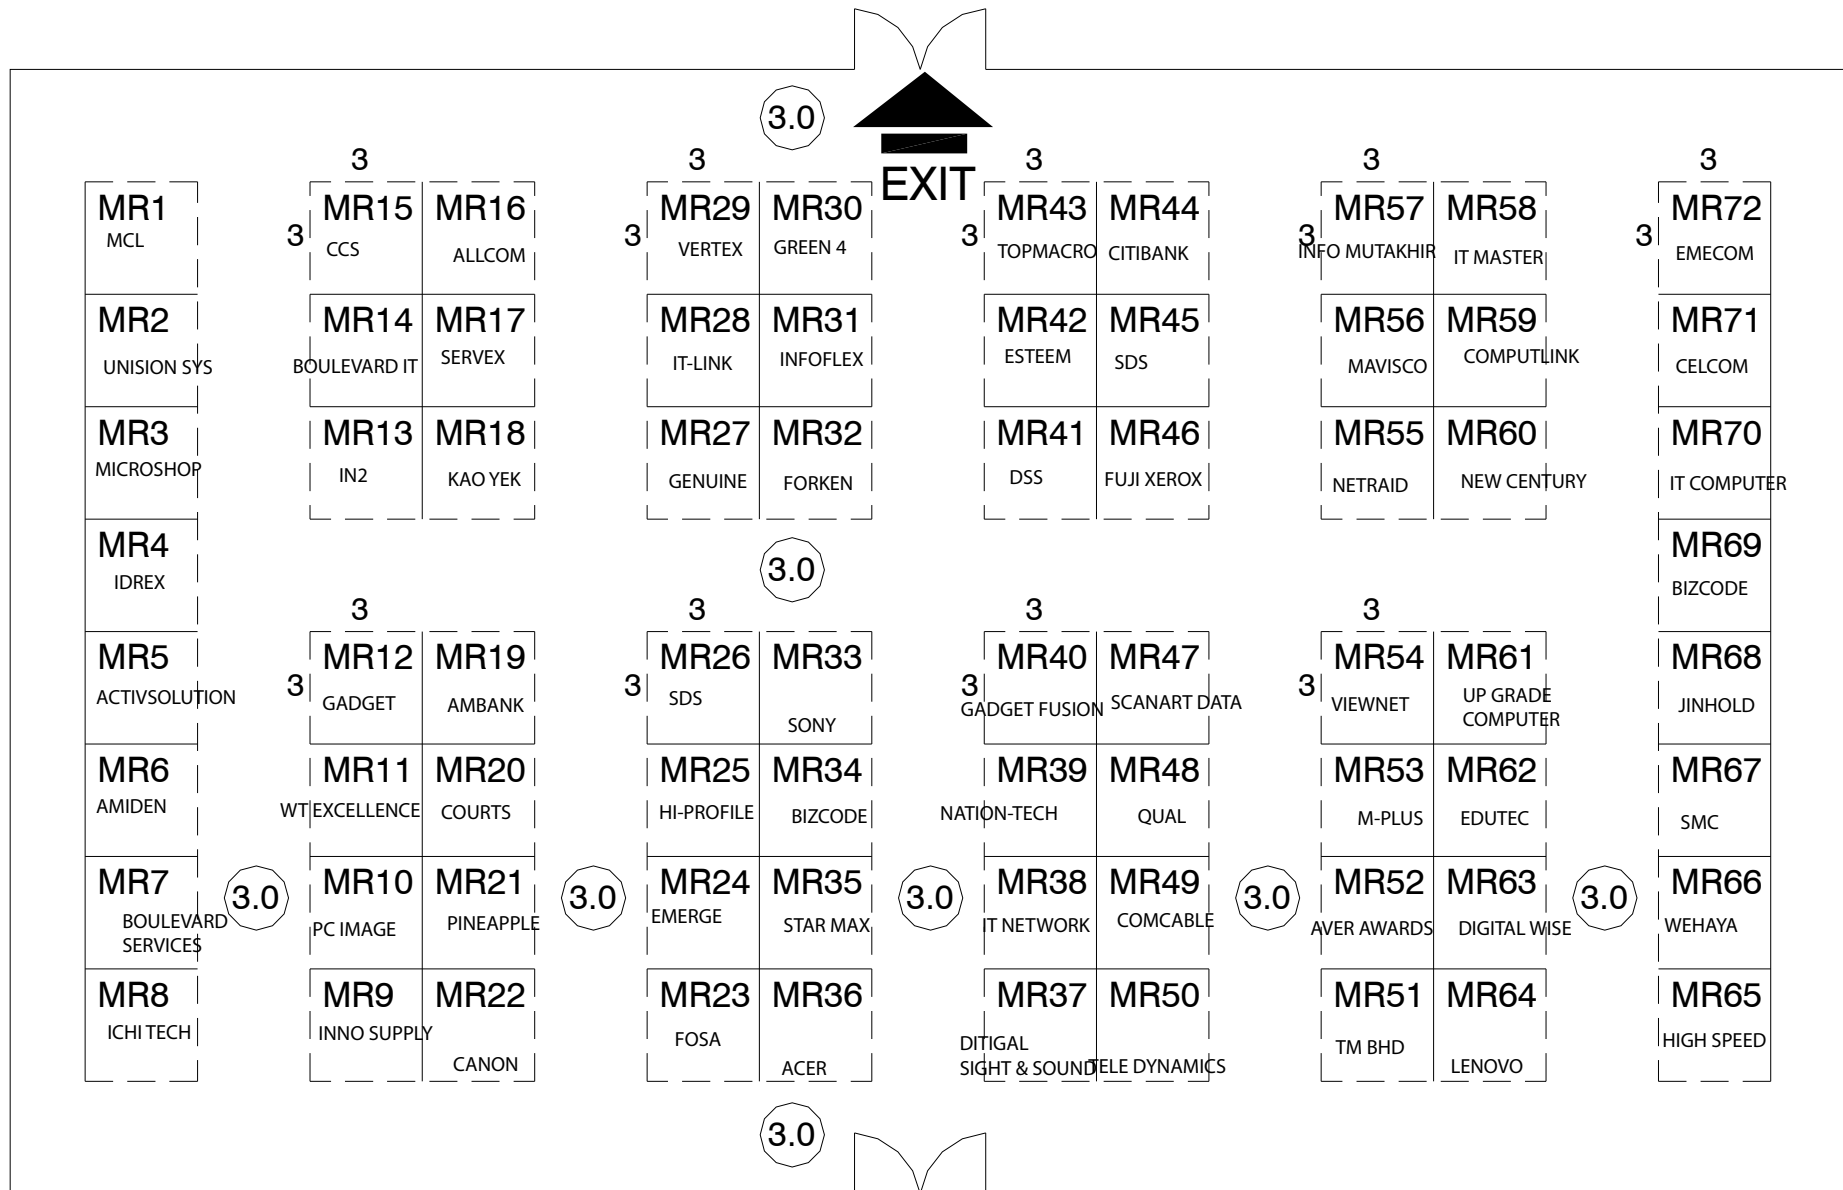 3.0
EXIT
3 3 3 3 3
MR1 MR15 MR16 MR29 MR30 MR43 MR44 MR57 MR58 MR72
3 3 3 3 3
MCL CCS ALLCOM VERTEX GREEN 4 TOPMACRO CITIBANK INFO MUTAKHIR IT MASTER EMECOM
MR2 MR14 MR17 MR28 MR31 MR42 MR45 MR56 MR59 MR71
UNISION SYS BOULEVARD IT SERVEX IT-LINK INFOFLEX ESTEEM SDS MAVISCO COMPUTLINK CELCOM
MR3 MR13 MR18 MR27 MR32 MR41 MR46 MR55 MR60 MR70
MICROSHOP IN2 KAO YEK GENUINE FORKEN DSS FUJI XEROX NETRAID NEW CENTURY IT COMPUTER
MR4 MR69
IDREX 3.0 BIZCODE
3 3 3 3
MR5 MR12 MR19 MR26 MR33 MR40 MR47 MR54 MR61 MR68
3 3 3 3
ACTIVSOLUTION GADGET AMBANK SDS SONY GADGET FUSION SCANART DATA VIEWNET UP GRADE
COMPUTER JINHOLD
MR6 MR11 MR20 MR25 MR34 MR39 MR48 MR53 MR62 MR67
AMIDEN WT EXCELLENCE COURTS HI-PROFILE BIZCODE NATION-TECH QUAL M-PLUS EDUTEC SMC
MR7 MR10 MR21 MR24 MR35 MR38 MR49 MR52 MR63 MR66
3.0 3.0 3.0 3.0 3.0
BOULEVARD
SERVICES PC IMAGE PINEAPPLE EMERGE STAR MAX IT NETWORK COMCABLE AVER AWARDS DIGITAL WISE WEHAYA
MR8 MR9 MR22 MR23 MR36 MR37 MR50 MR51 MR64 MR65
ICHI TECH INNO SUPPLY CANON FOSA ACER DITIGAL
SIGHT & SOUND TELE DYNAMICS TM BHD LENOVO HIGH SPEED
3.0